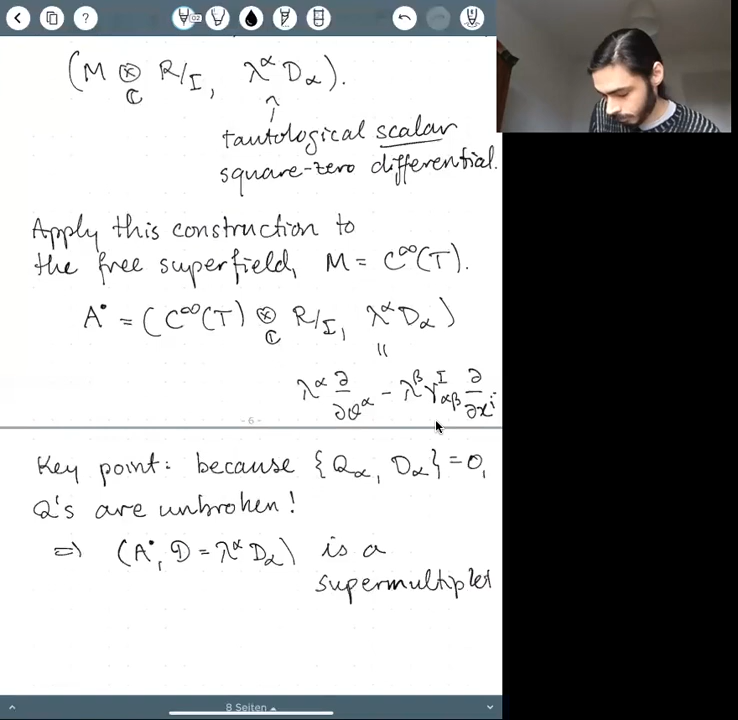 (M ⊗ R/I, λ^α D_α).
ℂ
↑
tautological scalar
square-zero differential.
Apply this construction to
the free superfield, M = C^∞(T).
A^• = (C^∞(T) ⊗ R/I, λ^α D_α)
ℂ
||
λ^α ∂/∂θ^α - λ^β γ^I_αβ ∂/∂x^i
- 6 -
Key point: because {Q_α, D_α} = 0,
Q's are unbroken!
⇒ (A^•, D = λ^α D_α) is a
supermultiplet
8 Seiten